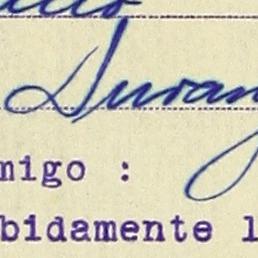 Duran
migo :
bidamente l